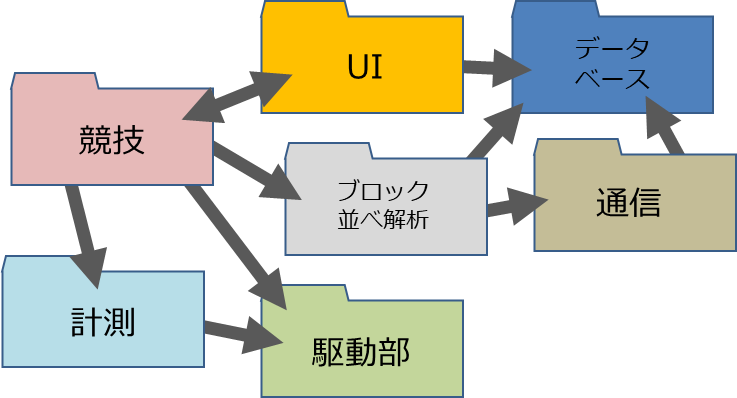 UI
データ
ベース
競技
ブロック
並べ解析
通信
計測
駆動部